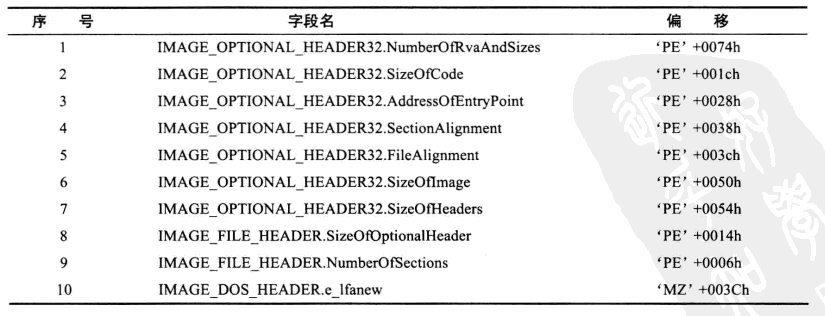 序 号 字段名 偏 移
1 IMAGE_OPTIONAL_HEADER32.NumberOfRvaAndSizes ‘PE’ +0074h
2 IMAGE_OPTIONAL_HEADER32.SizeOfCode ‘PE’ +001ch
3 IMAGE_OPTIONAL_HEADER32.AddressOfEntryPoint ‘PE’ +0028h
4 IMAGE_OPTIONAL_HEADER32.SectionAlignment ‘PE’ +0038h
5 IMAGE_OPTIONAL_HEADER32.FileAlignment ‘PE’ +003ch
6 IMAGE_OPTIONAL_HEADER32.SizeOfImage ‘PE’ +0050h
7 IMAGE_OPTIONAL_HEADER32.SizeOfHeaders ‘PE’ +0054h
8 IMAGE_FILE_HEADER.SizeOfOptionalHeader ‘PE’ +0014h
9 IMAGE_FILE_HEADER.NumberOfSections ‘PE’ +0006h
10 IMAGE_DOS_HEADER.e_lfanew ‘MZ’ +003Ch